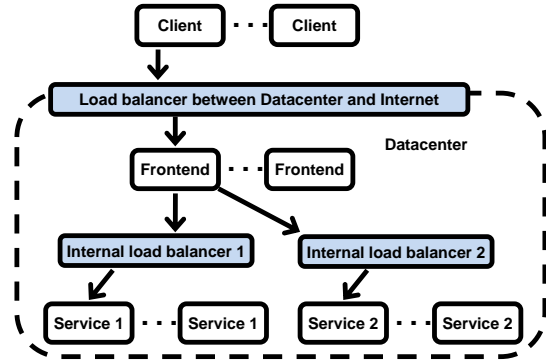 Client
Client
Load balancer between Datacenter and Internet
Datacenter
Frontend
Frontend
Internal load balancer 1
Internal load balancer 2
Service 1
Service 1
Service 2
Service 2